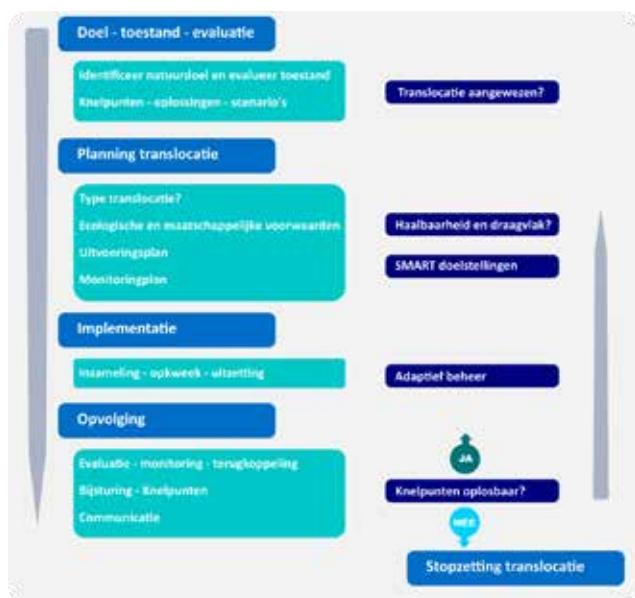 Doel - toestand - evaluatie
Identificeer natuurdoel en evalueer toestand
Knelpunten - oplossingen - scenario's
Translocatie aangewezen?
Planning translocatie
Type translocatie?
Ecologische en maatschappelijke voorwaarden
Uitvoeringsplan
Monitoringplan
Haalbaarheid en draagvlak?
SMART doelstellingen
Implementatie
Inzameling - opkweek - uitzetting
Adaptief beheer
Opvolging
Evaluatie - monitoring - terugkoppeling
Bijsturing - Knelpunten
Communicatie
JA
Knelpunten oplosbaar?
NEE
Stopzetting translocatie